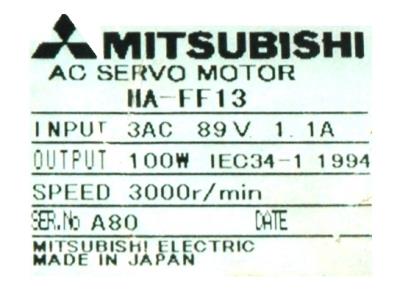 MITSUBISHI
AC SERVO MOTOR
HA-FF13
INPUT 3AC 89V 1.1A
OUTPUT 100W IEC34-1 1994
SPEED 3000r/min
SER.No A80 DATE
MITSUBISHI ELECTRIC
MADE IN JAPAN